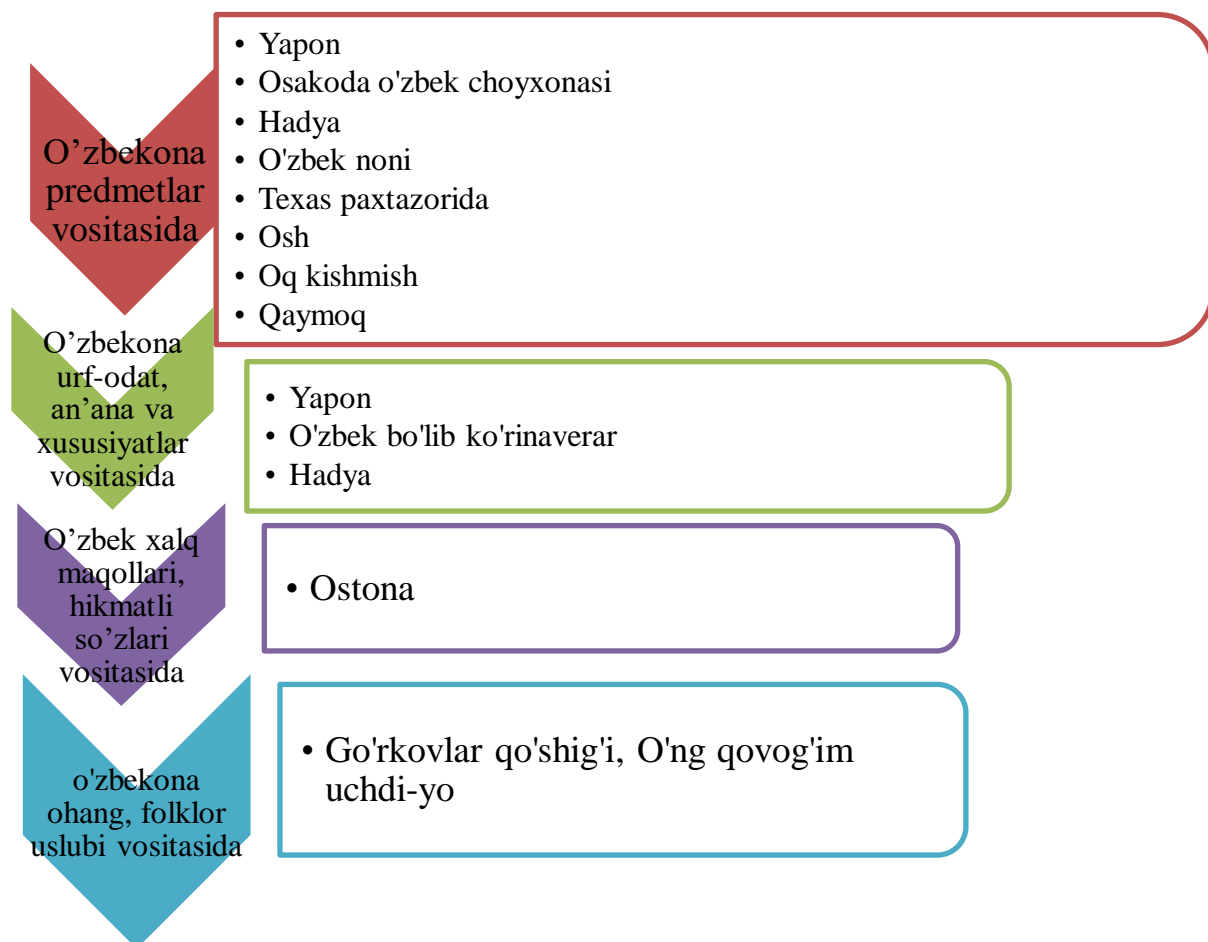 O’zbekona
predmetlar
vositasida
• Yapon
• Osakoda o'zbek choyxonasi
• Hadya
• O'zbek noni
• Texas paxtazorida
• Osh
• Oq kishmish
• Qaymoq
O’zbekona
urf-odat,
an’ana va
xususiyatlar
vositasida
• Yapon
• O'zbek bo'lib ko'rinaverar
• Hadya
O’zbek xalq
maqollari,
hikmatli
so’zlari
vositasida
• Ostona
o'zbekona
ohang, folklor
uslubi vositasida
• Go'rkovlar qo'shig'i, O'ng qovog'im
uchdi-yo